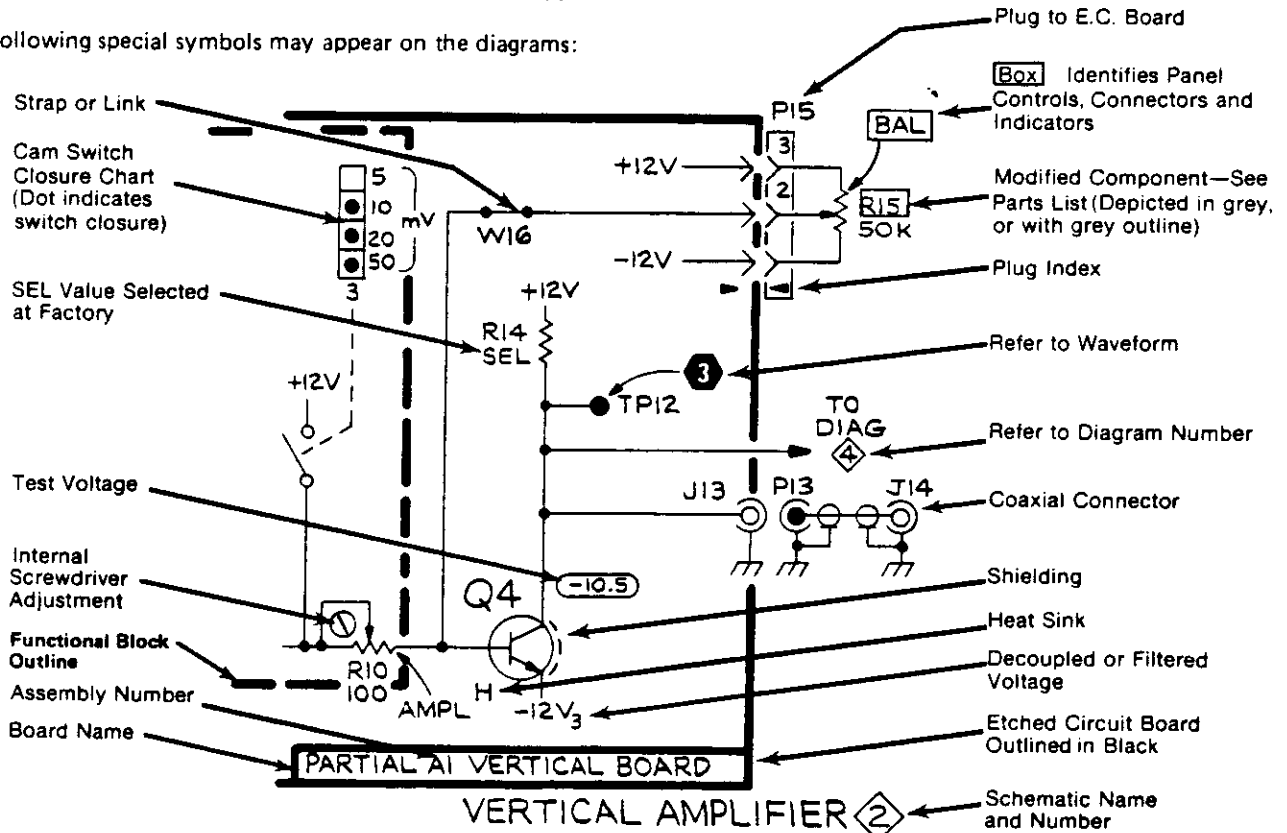 Plug to E.C. Board
ollowing special symbols may appear on the diagrams:
Strap or Link
Cam Switch
Closure Chart
(Dot indicates
switch closure)
SEL Value Selected
at Factory
Test Voltage
Internal
Screwdriver
Adjustment
Functional Block
Outline
Assembly Number
Board Name
5
10
20
50
mV
3
+12V
R10
100
AMPL
W16
+12V
R14
SEL
TP12
3
Q4
-10.5
H
-12V3
+12V
-12V
P15
3
2
BAL
R15
50K
TO
DIAG
4
J13
P13
J14
PARTIAL A1 VERTICAL BOARD
VERTICAL AMPLIFIER 2
Box Identifies Panel
Controls, Connectors and
Indicators
Modified Component—See
Parts List (Depicted in grey,
or with grey outline)
Plug Index
Refer to Waveform
Refer to Diagram Number
Coaxial Connector
Shielding
Heat Sink
Decoupled or Filtered
Voltage
Etched Circuit Board
Outlined in Black
Schematic Name
and Number